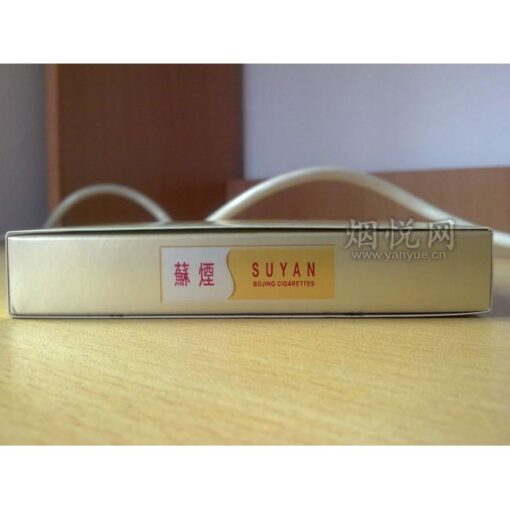 蘇煙
SUYAN
BOJING CIGARETTES
烟悦网
www.yanyue.cn